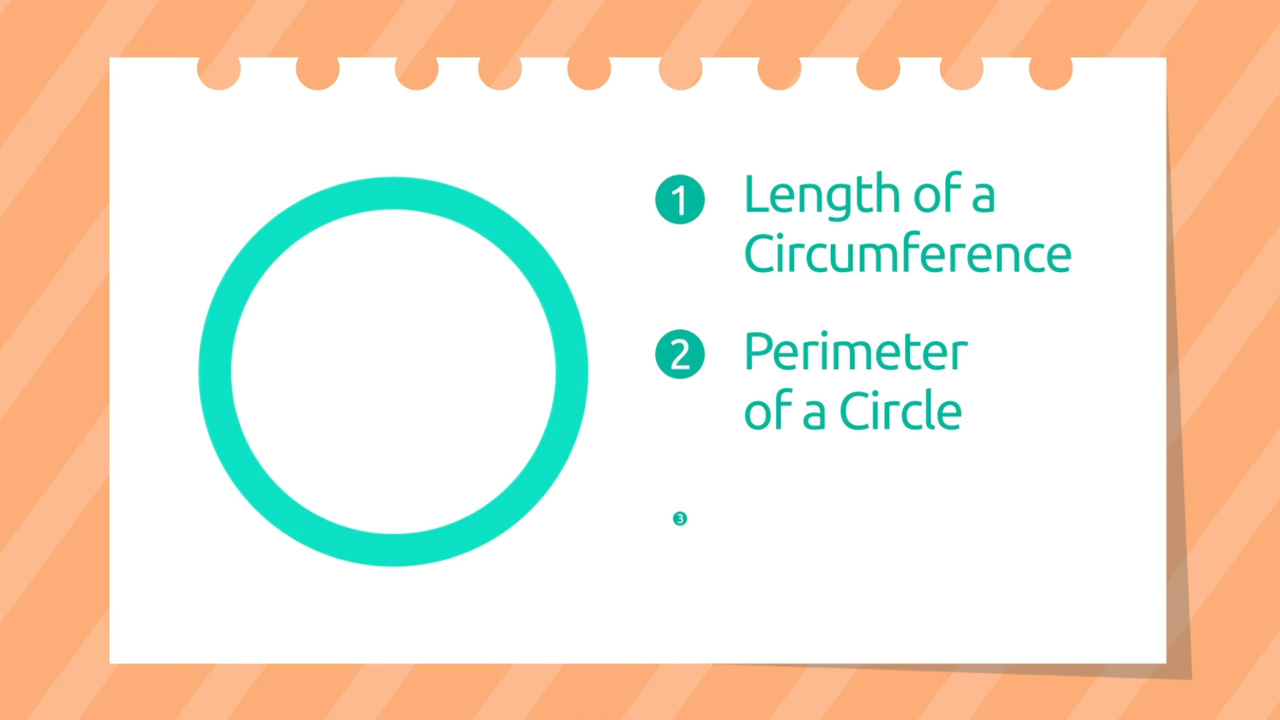 1 Length of a
Circumference
2 Perimeter
of a Circle
3